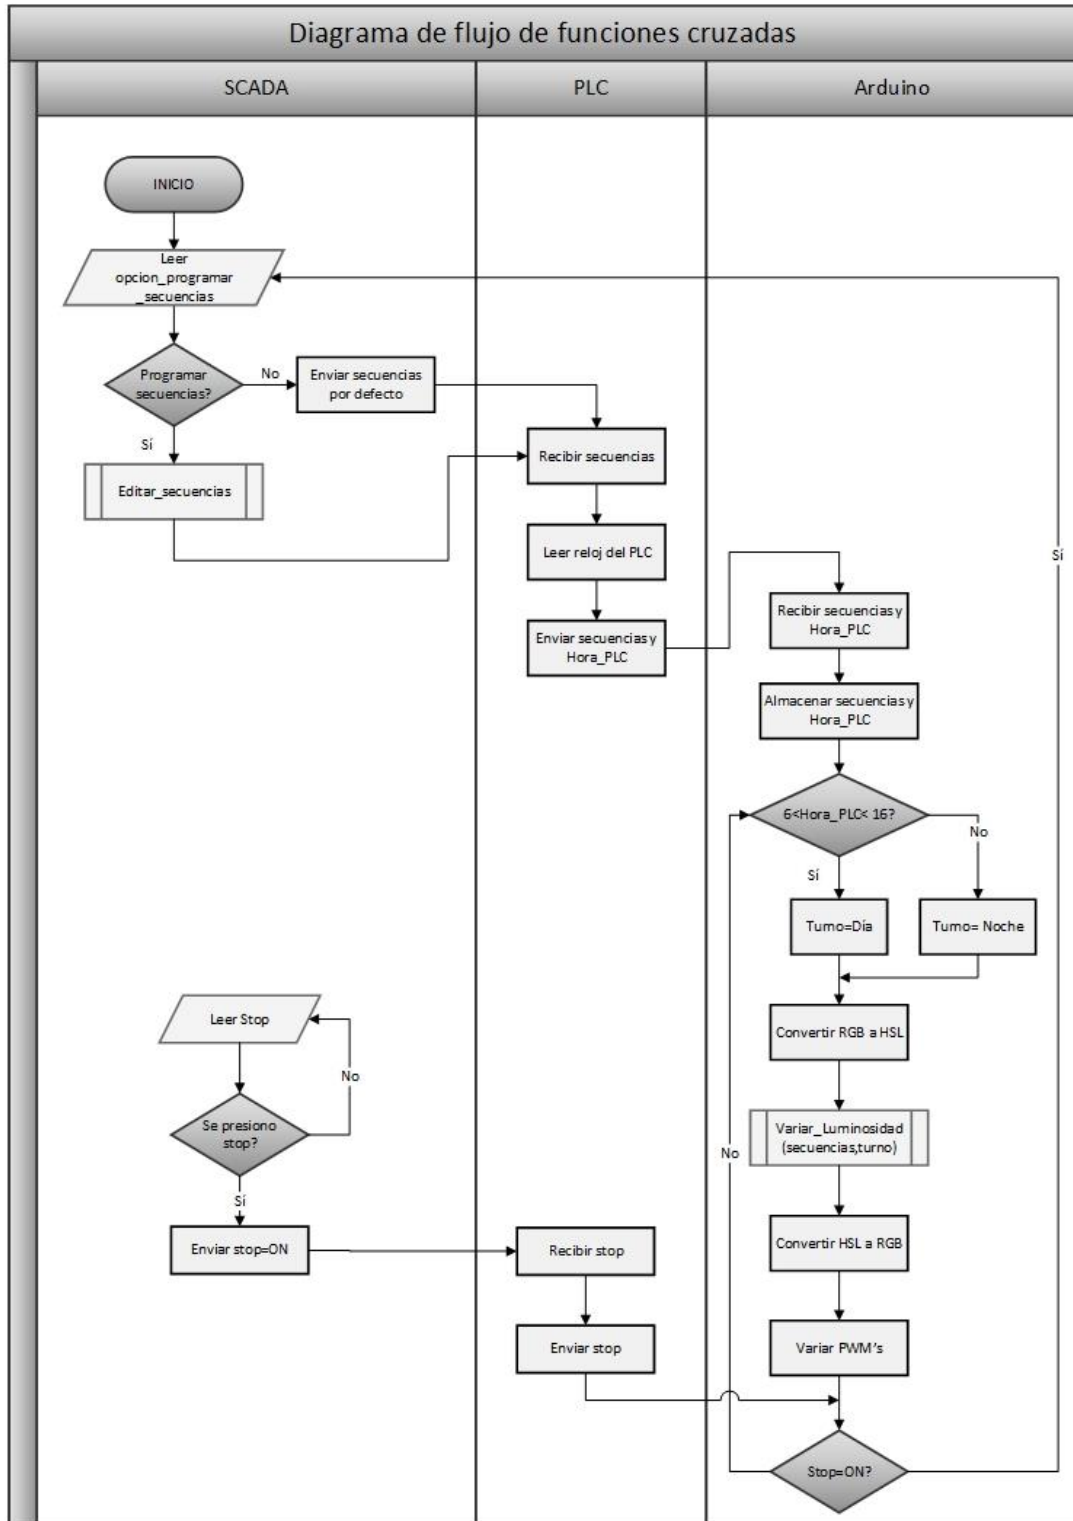 Diagrama de flujo de funciones cruzadas
SCADA
PLC
Arduino
INICIO
Leer
opcion_programar
_secuencias
Programar
secuencias?
No
Enviar secuencias
por defecto
Sí
Editar_secuencias
Recibir secuencias
Leer reloj del PLC
Enviar secuencias y
Hora_PLC
Recibir secuencias y
Hora_PLC
Almacenar secuencias y
Hora_PLC
6<Hora_PLC< 16?
No
Sí
Turno=Día
Turno= Noche
Convertir RGB a HSL
Variar_Luminosidad
(secuencias,turno)
Convertir HSL a RGB
Variar PWM's
Stop=ON?
No
Sí
Leer Stop
No
Se presiono
stop?
Sí
Enviar stop=ON
Recibir stop
Enviar stop